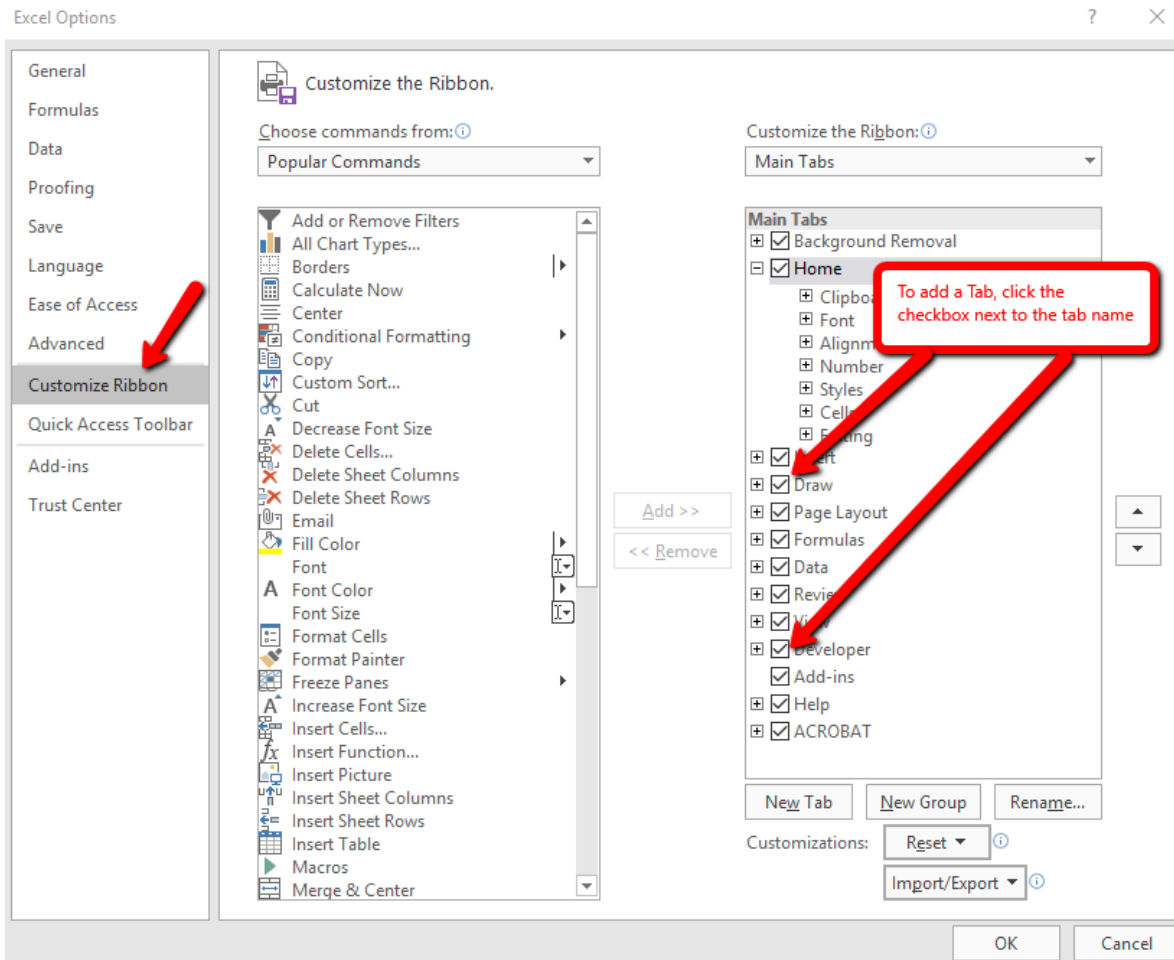 Excel Options
?
General
Formulas
Data
Proofing
Save
Language
Ease of Access
Advanced
Customize Ribbon
Quick Access Toolbar
Add-ins
Trust Center
Customize the Ribbon.
Choose commands from:
Popular Commands
Add or Remove Filters
All Chart Types...
Borders
Calculate Now
Center
Conditional Formatting
Copy
Custom Sort...
Cut
Decrease Font Size
Delete Cells...
Delete Sheet Columns
Delete Sheet Rows
Email
Fill Color
Font
Font Color
Font Size
Format Cells
Format Painter
Freeze Panes
Increase Font Size
Insert Cells...
Insert Function...
Insert Picture
Insert Sheet Columns
Insert Sheet Rows
Insert Table
Macros
Merge & Center
Add >>
<< Remove
Customize the Ribbon:
Main Tabs
Main Tabs
Background Removal
Home
To add a Tab, click the
checkbox next to the tab name
Font
Number
Styles
Draw
Page Layout
Formulas
Data
Developer
Add-ins
Help
ACROBAT
New Tab
New Group
Rename...
Customizations:
Reset
Import/Export
OK
Cancel